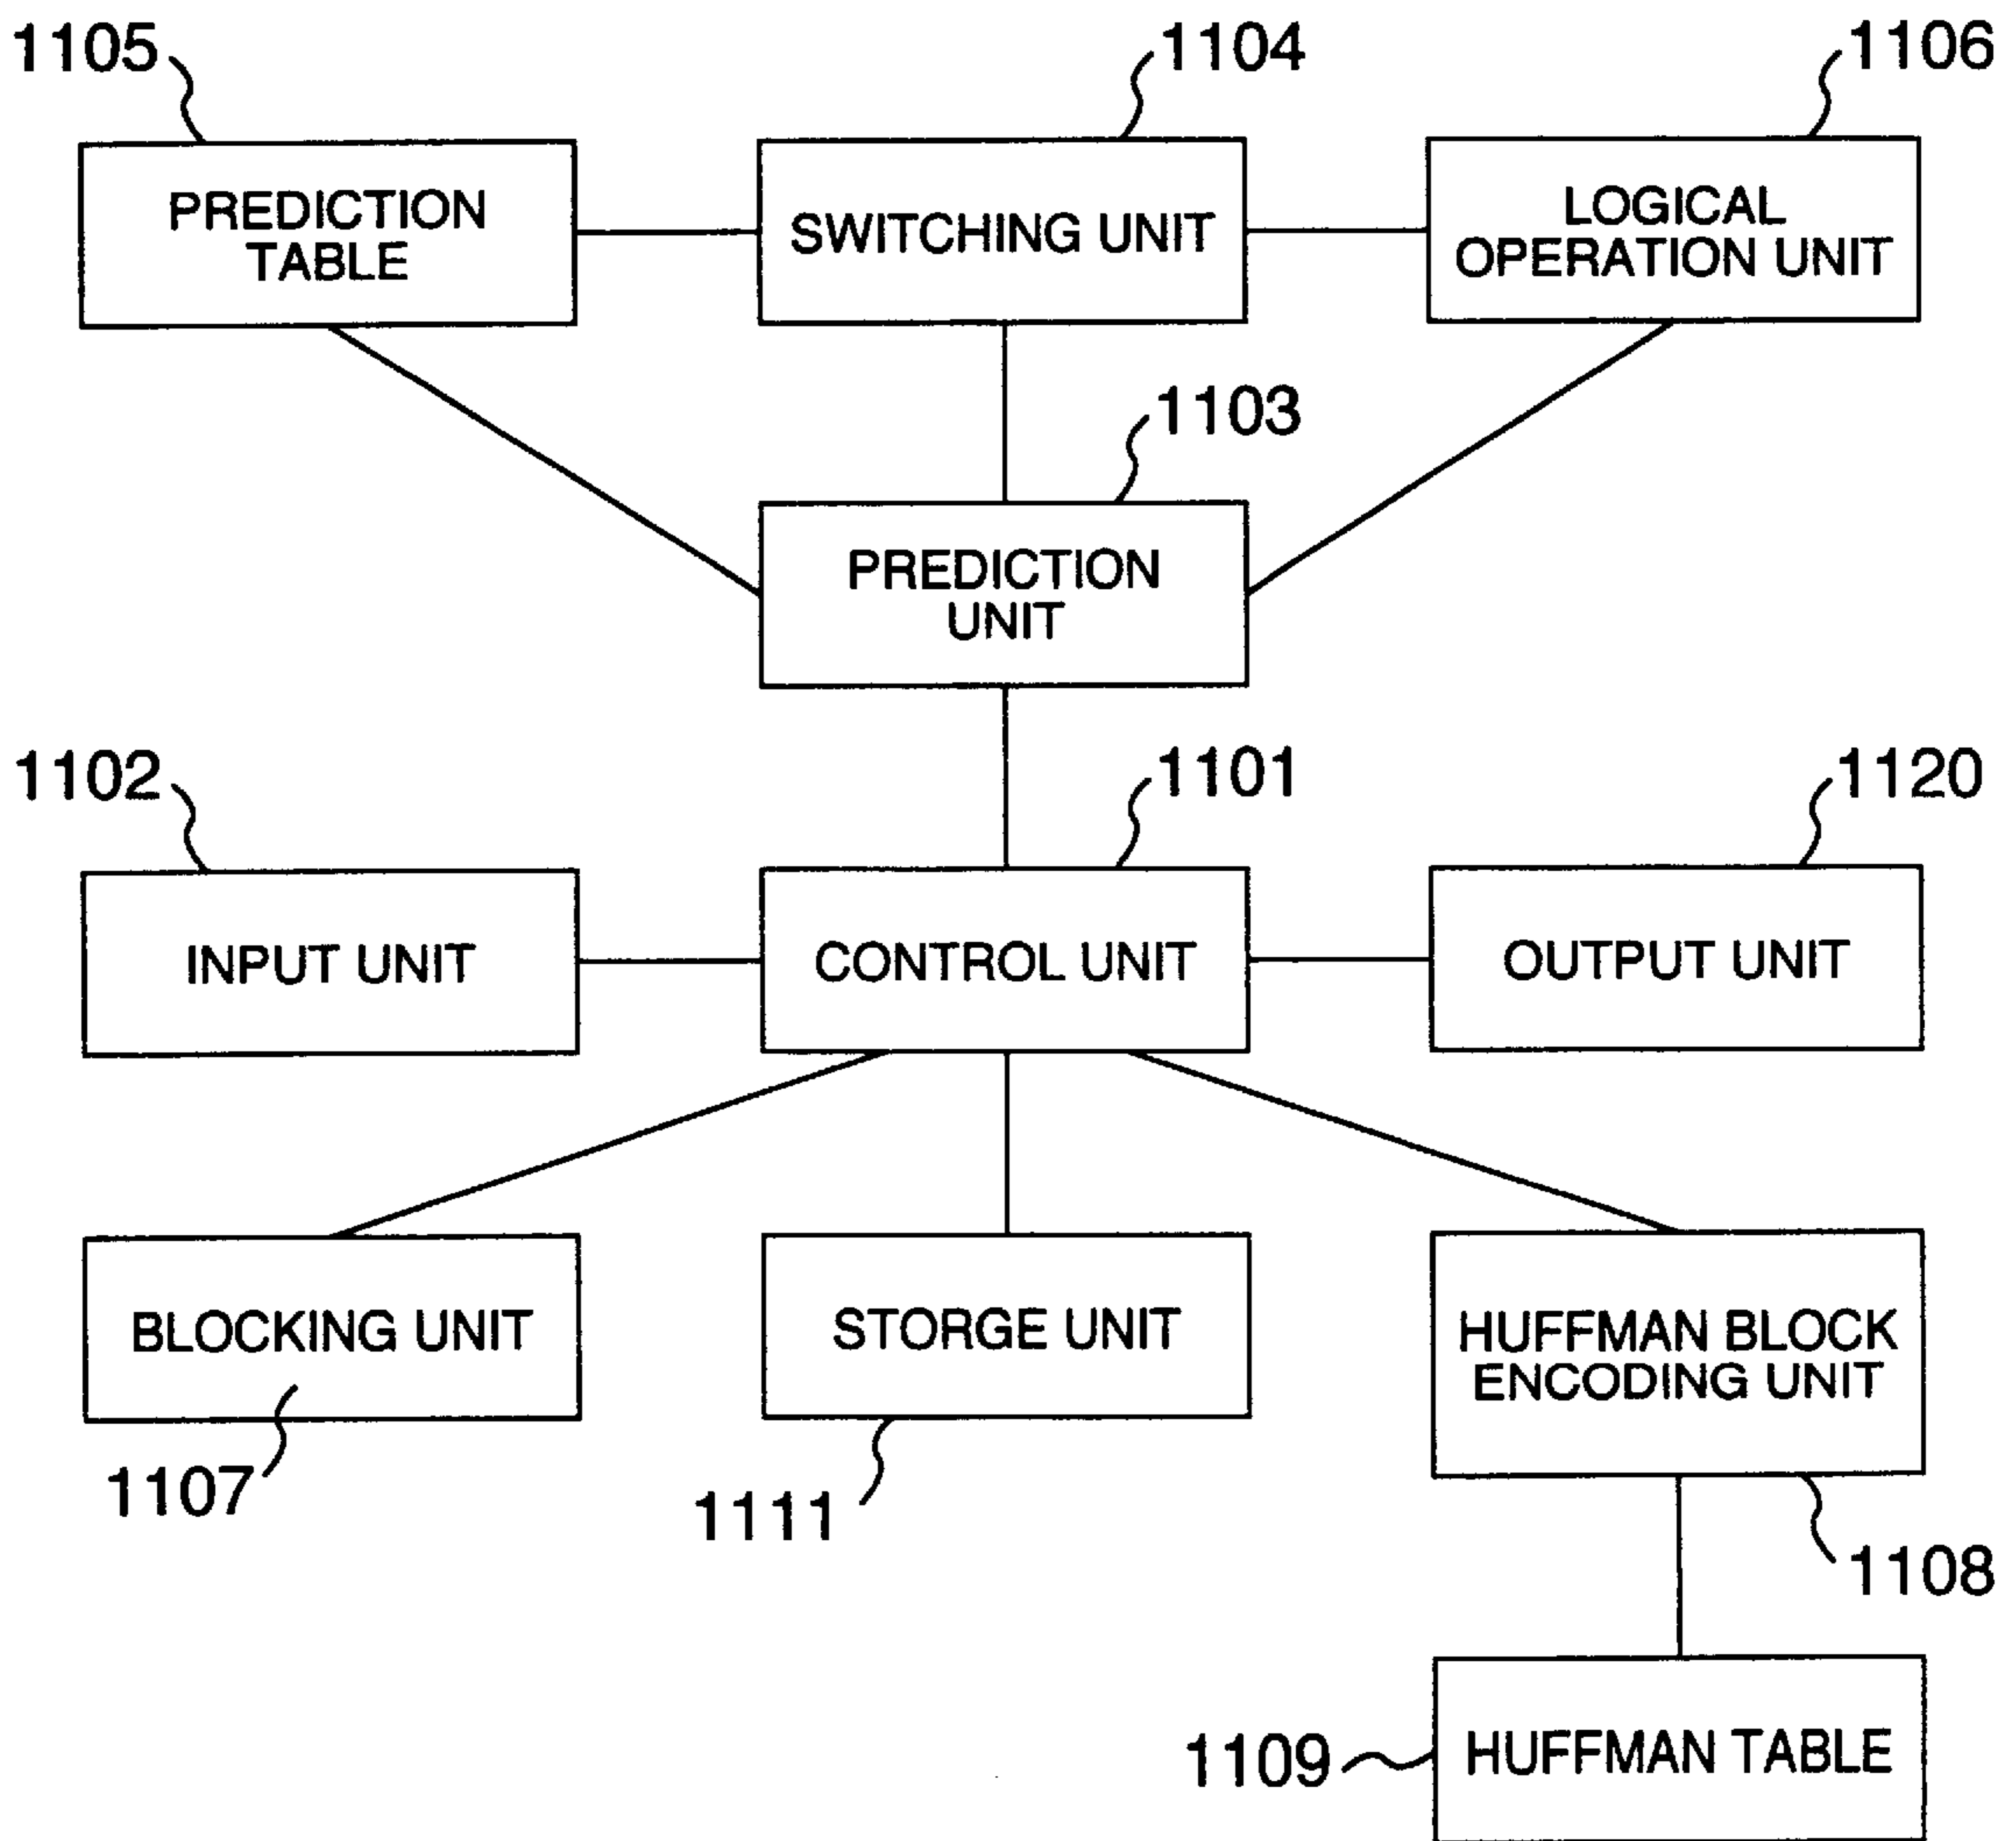 1105
1104
1106
PREDICTION
TABLE
SWITCHING UNIT
LOGICAL
OPERATION UNIT
1103
PREDICTION
UNIT
1102
1101
1120
INPUT UNIT
CONTROL UNIT
OUTPUT UNIT
BLOCKING UNIT
STORGE UNIT
HUFFMAN BLOCK
ENCODING UNIT
1107
1111
1108
1109
HUFFMAN TABLE